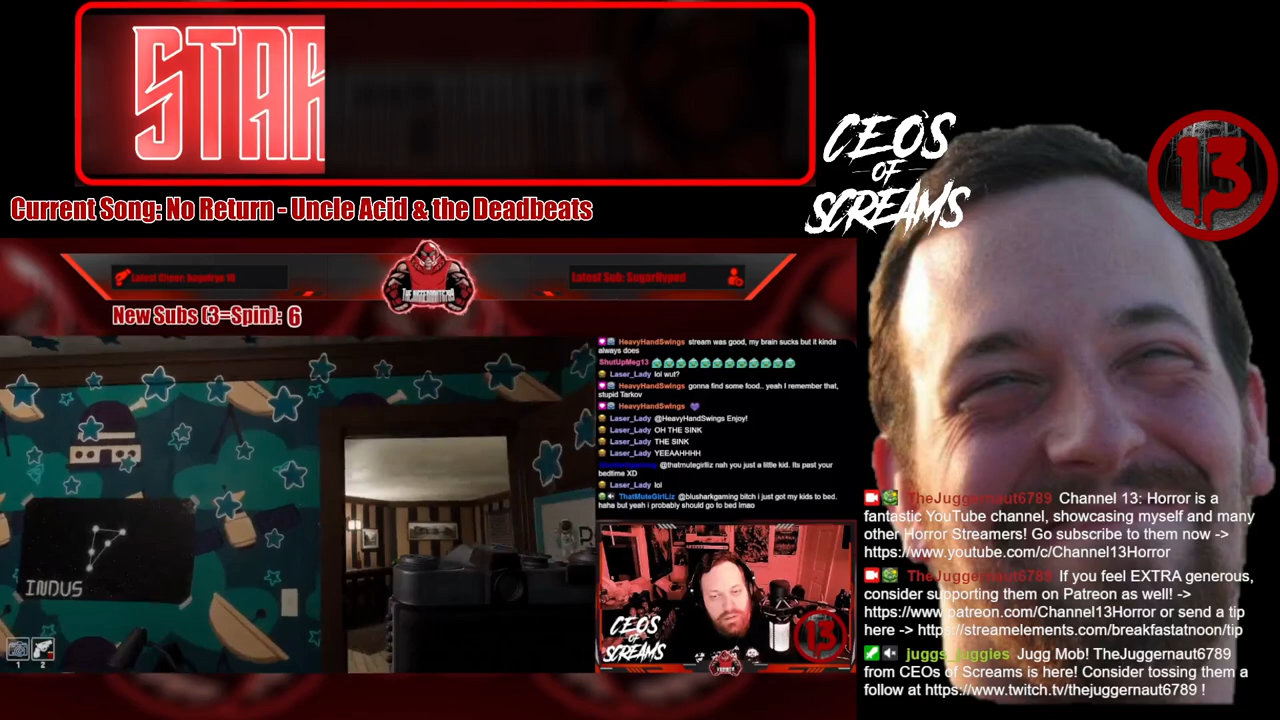 STAR
CEO'S
OF
SCREAMS
13
Current Song: No Return - Uncle Acid & the Deadbeats
Latest Cheer: hogofryn 10
Latest Sub: SugarHyped
New Subs (3=Spin): 6
HeavyHandSwings stream was good, my brain sucks but it kinda
always does
ShutUpMeg13
Laser_Lady lol wut?
HeavyHandSwings gonna find some food.. yeah I remember that,
stupid Tarkov
HeavyHandSwings
Laser_Lady @HeavyHandSwings Enjoy!
Laser_Lady OH THE SINK
Laser_Lady THE SINK
Laser_Lady YEEAAHHHH
@thatmutegirlliz nah you just a little kid. Its past your
bedtime XD
Laser_Lady lol
ThatMuteGirlLiz @blusharkgaming bitch i just got my kids to bed.
haha but yeah i probably should go to bed lmao
INDUS
1
2
CEO'S
OF
SCREAMS
13
TheJuggernaut6789 Channel 13: Horror is a
fantastic YouTube channel, showcasing myself and many
other Horror Streamers! Go subscribe to them now ->
https://www.youtube.com/c/Channel13Horror
TheJuggernaut6789 If you feel EXTRA generous,
consider supporting them on Patreon as well! ->
https://www.patreon.com/Channel13Horror or send a tip
here -> https://streamelements.com/breakfastatnoon/tip
juggs_juggies Jugg Mob! TheJuggernaut6789
from CEOs of Screams is here! Consider tossing them a
follow at https://www.twitch.tv/thejuggernaut6789 !